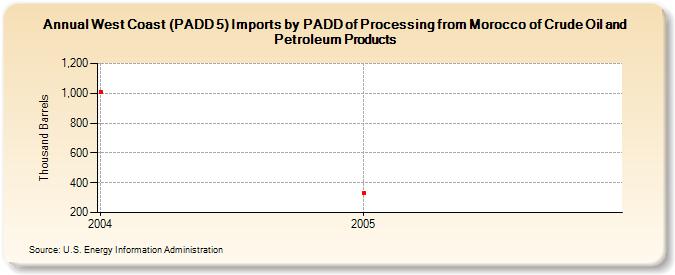 Annual West Coast (PADD 5) Imports by PADD of Processing from Morocco of Crude Oil and
Petroleum Products
Thousand Barrels
1,200
1,000
800
600
400
200
2004
2005
Source: U.S. Energy Information Administration